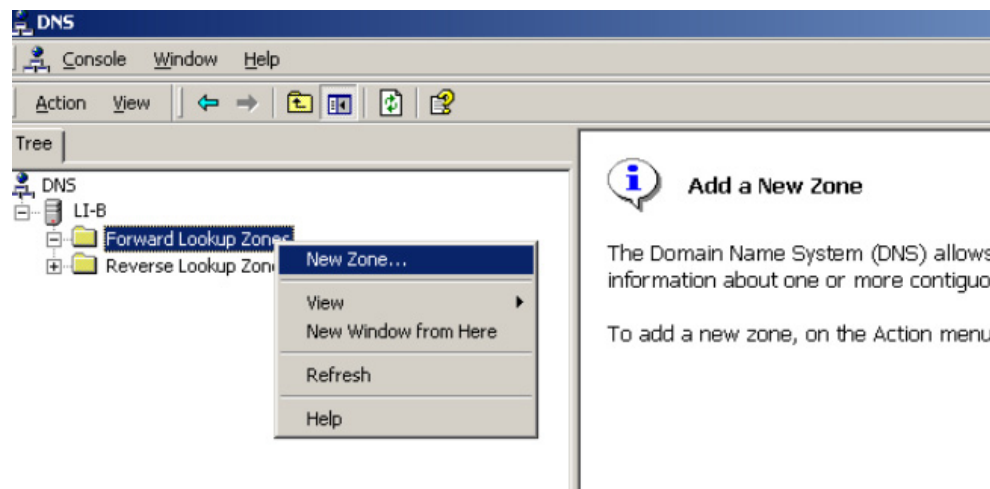 DNS
Console Window Help
Action View
Tree
DNS
LI-B
Forward Lookup Zones
Reverse Lookup Zon
New Zone...
View
New Window from Here
Refresh
Help
Add a New Zone
The Domain Name System (DNS) allows
information about one or more contiguo
To add a new zone, on the Action menu